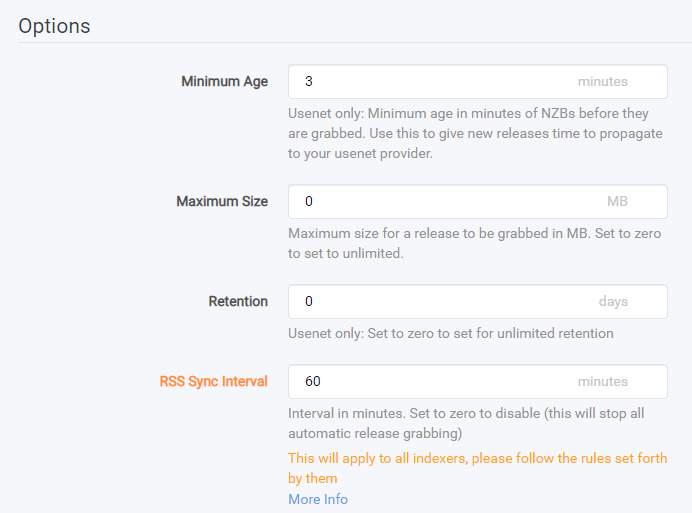 Options
Minimum Age
3 minutes
Usenet only: Minimum age in minutes of NZBs before they
are grabbed. Use this to give new releases time to propagate
to your usenet provider.
Maximum Size
0 MB
Maximum size for a release to be grabbed in MB. Set to zero
to set to unlimited.
Retention
0 days
Usenet only: Set to zero to set for unlimited retention
RSS Sync Interval
60 minutes
Interval in minutes. Set to zero to disable (this will stop all
automatic release grabbing)
This will apply to all indexers, please follow the rules set forth
by them
More Info